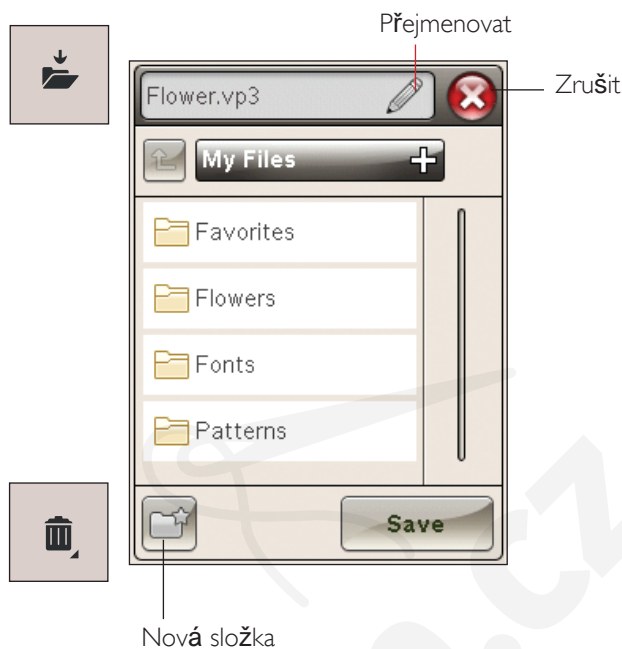 Přejmenovat
Flower.vp3
Zrušit
My Files
Favorites
Flowers
Fonts
Patterns
Save
Nová složka